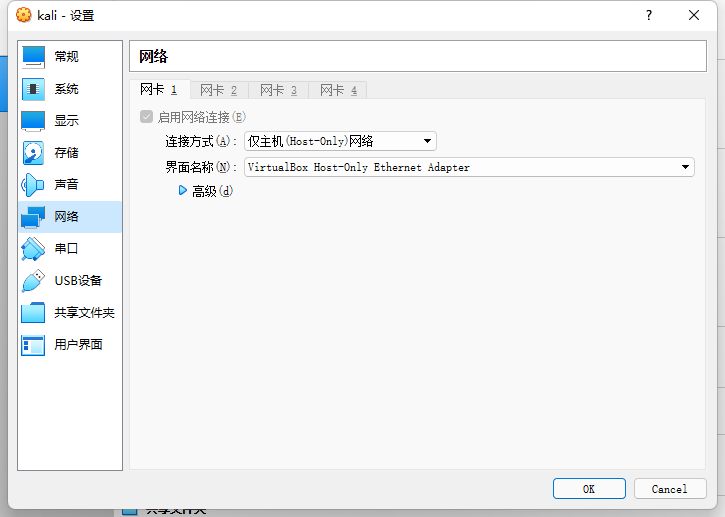 kali - 设置
?
常规
系统
显示
存储
声音
网络
串口
USB设备
共享文件夹
用户界面
网络
网卡 1 网卡 2 网卡 3 网卡 4
启用网络连接(E)
连接方式(A): 仅主机(Host-Only)网络
界面名称(N): VirtualBox Host-Only Ethernet Adapter
高级(d)
OK Cancel
共享文件夹